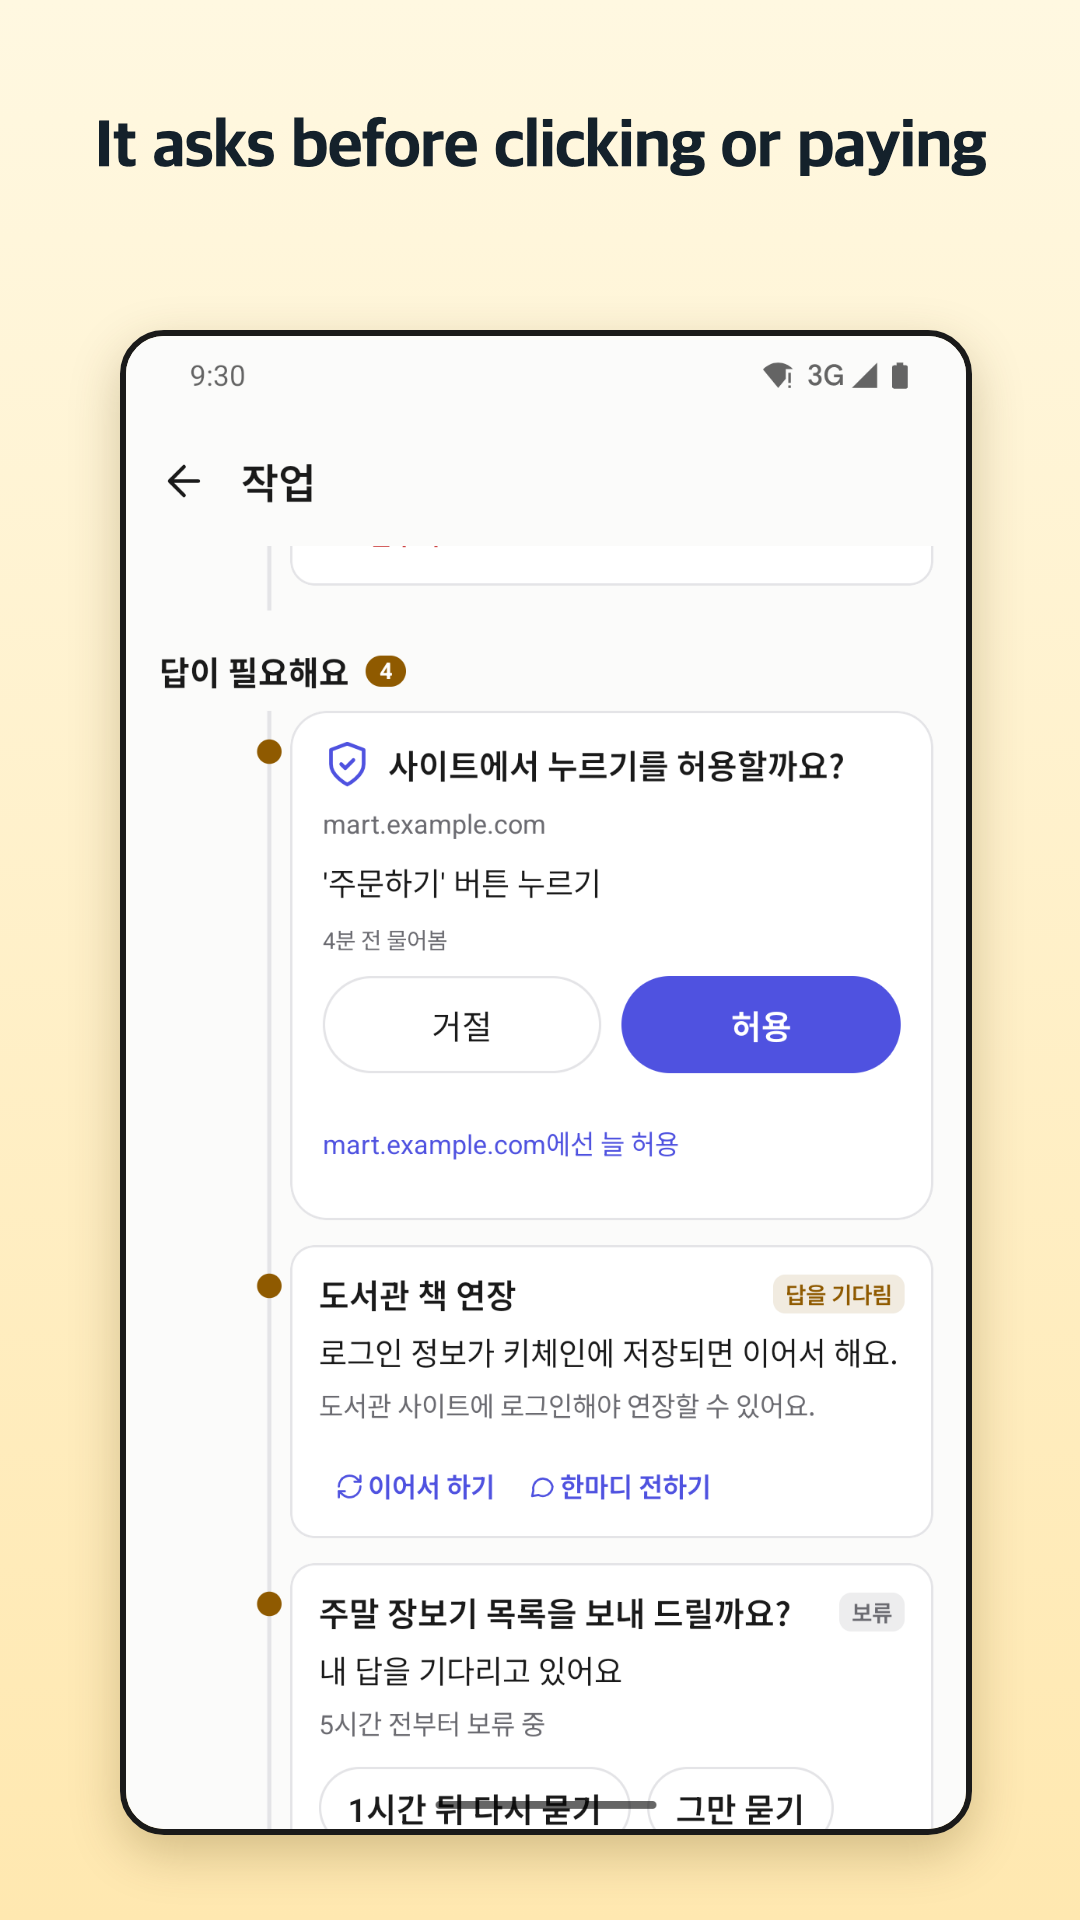 It asks before clicking or paying
9:30
3G
작업
답이 필요해요 4
사이트에서 누르기를 허용할까요?
mart.example.com
'주문하기' 버튼 누르기
4분 전 물어봄
거절
허용
mart.example.com에선 늘 허용
도서관 책 연장
답을 기다림
로그인 정보가 키체인에 저장되면 이어서 해요.
도서관 사이트에 로그인해야 연장할 수 있어요.
이어서 하기
한마디 전하기
주말 장보기 목록을 보내 드릴까요?
보류
내 답을 기다리고 있어요
5시간 전부터 보류 중
1시간 뒤 다시 묻기
그만 묻기